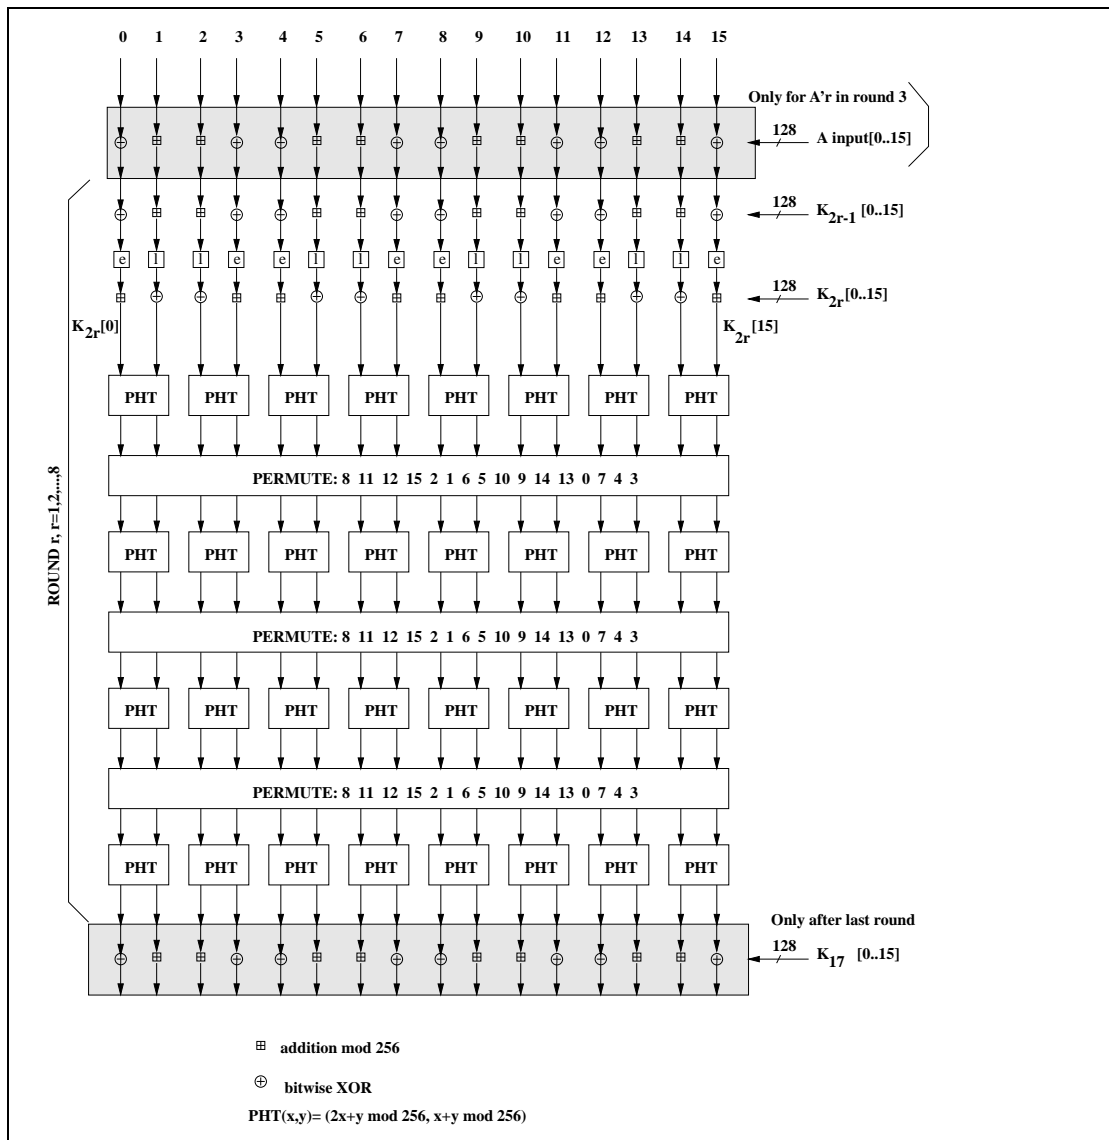 0 1 2 3 4 5 6 7 8 9 10 11 12 13 14 15
Only for A'r in round 3
128 A input[0..15]
128 K2r-1 [0..15]
e l l e e l l e e l l e e l l e
128 K2r [0..15]
K2r[0] K2r[15]
PHT PHT PHT PHT PHT PHT PHT PHT
PERMUTE: 8 11 12 15 2 1 6 5 10 9 14 13 0 7 4 3
PHT PHT PHT PHT PHT PHT PHT PHT
ROUND r, r=1,2,...,8
PERMUTE: 8 11 12 15 2 1 6 5 10 9 14 13 0 7 4 3
PHT PHT PHT PHT PHT PHT PHT PHT
PERMUTE: 8 11 12 15 2 1 6 5 10 9 14 13 0 7 4 3
PHT PHT PHT PHT PHT PHT PHT PHT
Only after last round
128 K17 [0..15]
addition mod 256
bitwise XOR
PHT(x,y)= (2x+y mod 256, x+y mod 256)